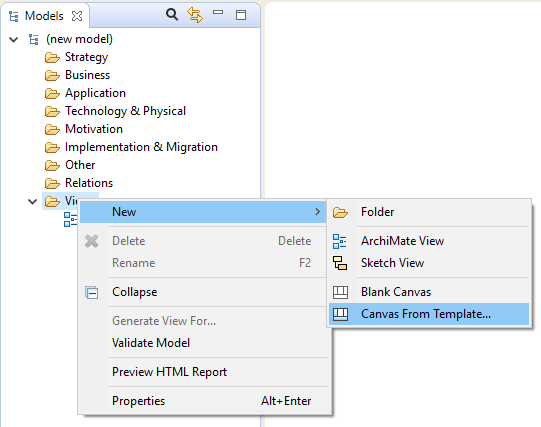 Models
(new model)
Strategy
Business
Application
Technology & Physical
Motivation
Implementation & Migration
Other
Relations
New
Delete Delete
Rename F2
Collapse
Generate View For...
Validate Model
Preview HTML Report
Properties Alt+Enter
Folder
ArchiMate View
Sketch View
Blank Canvas
Canvas From Template...